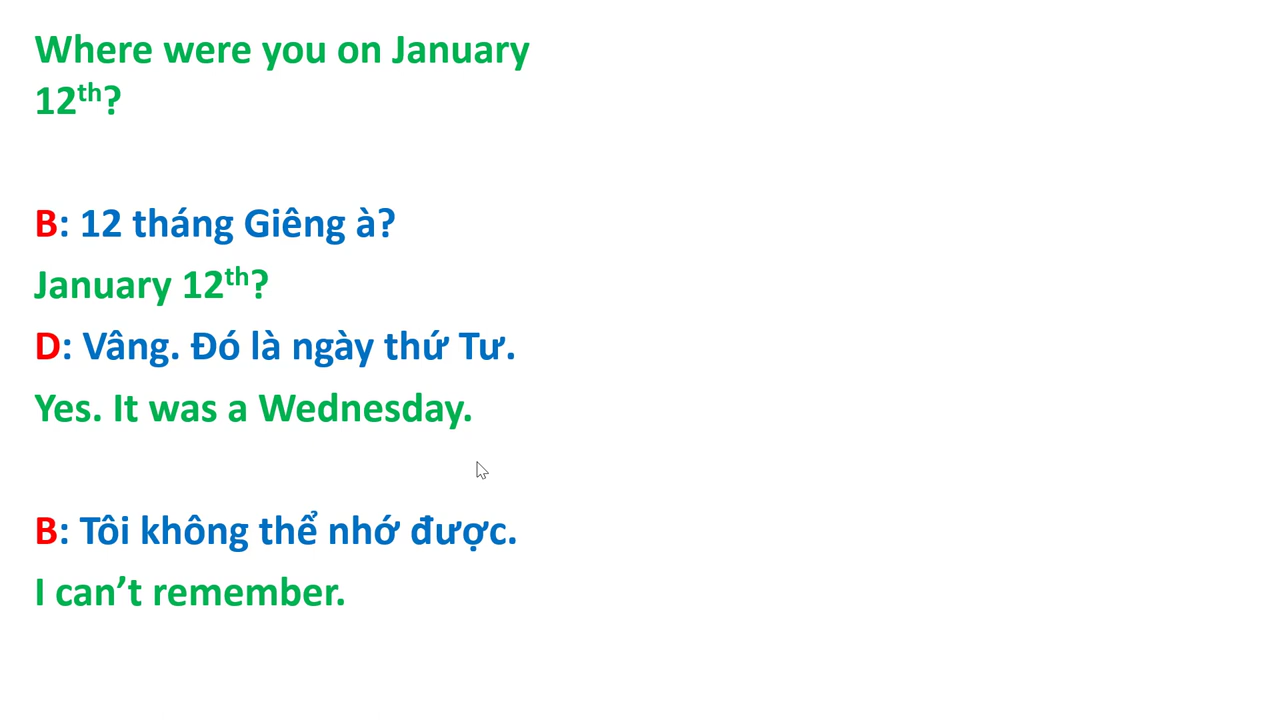 Where were you on January
12th?
B: 12 tháng Giêng à?
January 12th?
D: Vâng. Đó là ngày thứ Tư.
Yes. It was a Wednesday.
B: Tôi không thể nhớ được.
I can’t remember.